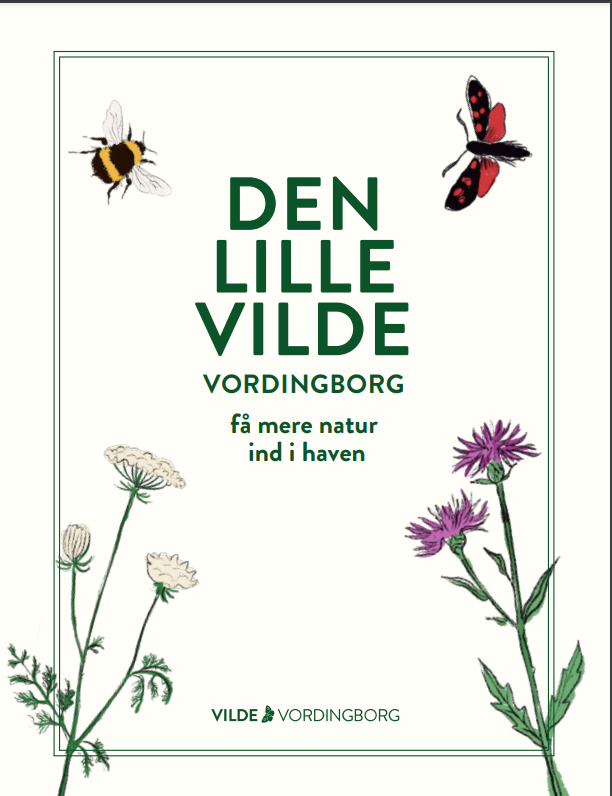 DEN
LILLE
VILDE
VORDINGBORG
få mere natur
ind i haven
VILDE VORDINGBORG